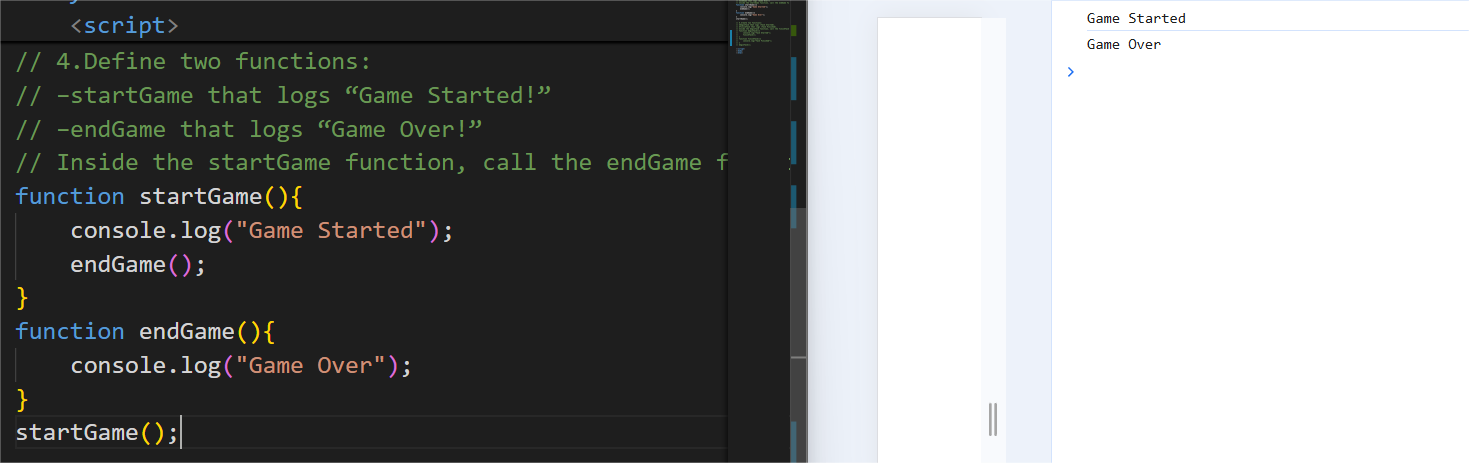 <script>
// 4.Define two functions:
// –startGame that logs “Game Started!”
// –endGame that logs “Game Over!”
// Inside the startGame function, call the endGame f
function startGame(){
    console.log("Game Started");
    endGame();
}
function endGame(){
    console.log("Game Over");
}
startGame();
Game Started
Game Over
>